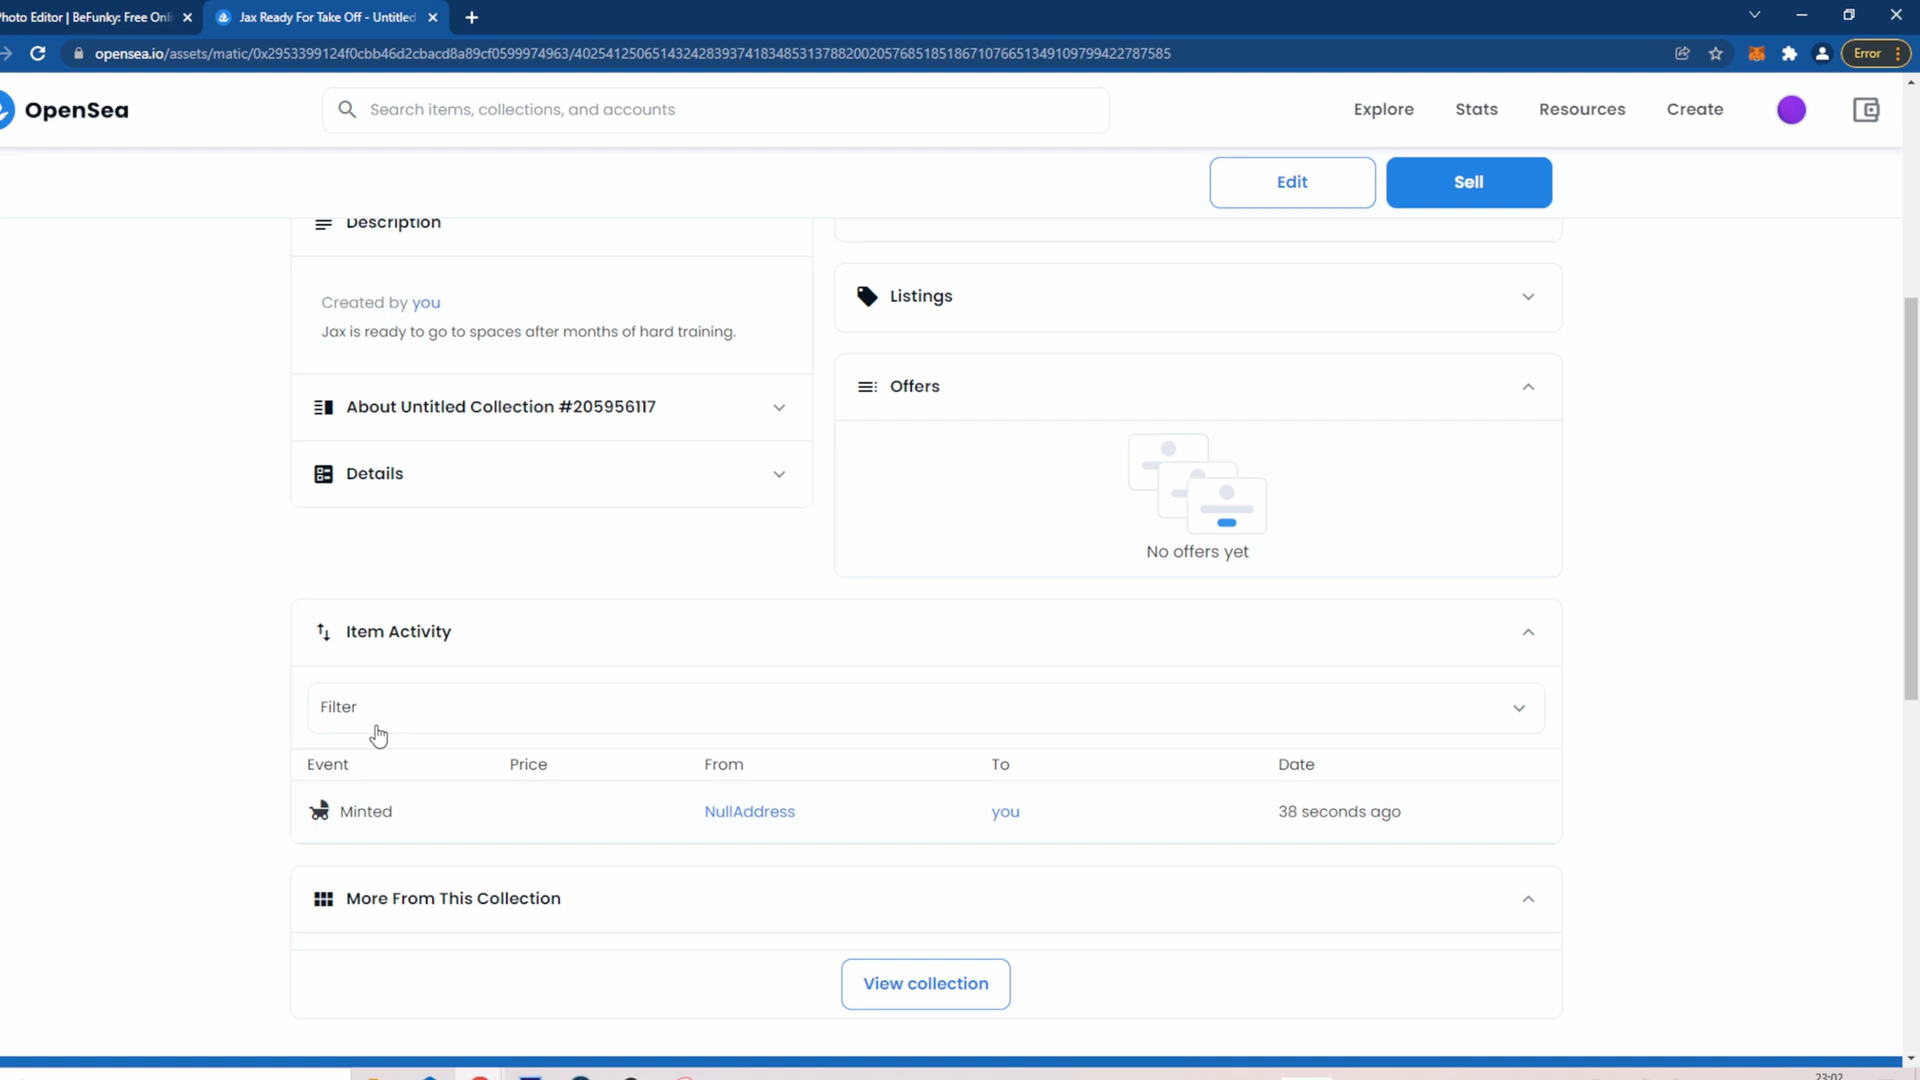 Photo Editor | BeFunky: Free Onli
Jax Ready For Take Off - Untitled
opensea.io/assets/matic/0x2953399124f0cbb46d2cbacd8a89cf0599974963/40254125065143242839374183485313788200205768518518671076651349109799422787585
Error
OpenSea
Search items, collections, and accounts
Explore
Stats
Resources
Create
Edit
Sell
Description
Created by you
Jax is ready to go to spaces after months of hard training.
About Untitled Collection #205956117
Details
Listings
Offers
No offers yet
Item Activity
Filter
Event Price From To Date
Minted NullAddress you 38 seconds ago
More From This Collection
View collection
23:02